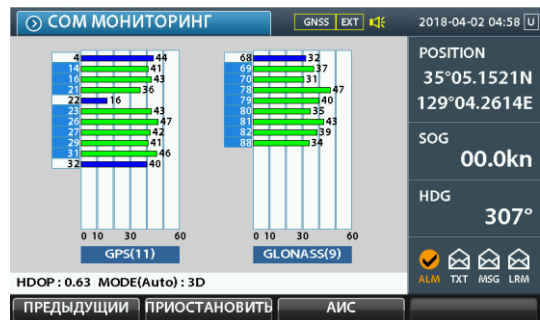 COM МОНИТОРИНГ
GNSS EXT
2018-04-02 04:58 U
4 44
14 41
16 43
21 36
22 16
23 43
26 47
27 42
29 41
31 46
32 40
0 10 30 60
GPS(11)
68 32
69 37
70 31
78 47
79 40
80 35
81 43
82 39
88 34
0 10 30 60
GLONASS(9)
HDOP : 0.63 MODE(Auto) : 3D
POSITION
35°05.1521N
129°04.2614E
SOG
00.0kn
HDG
307°
ALM TXT MSG LRM
ПРЕДЫДУЩИИ ПРИОСТАНОВИТЬ АИС